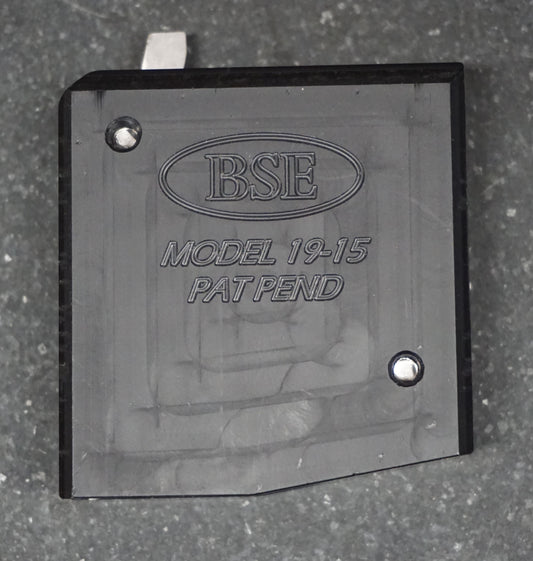 BSE
MODEL 19-15
PAT PEND